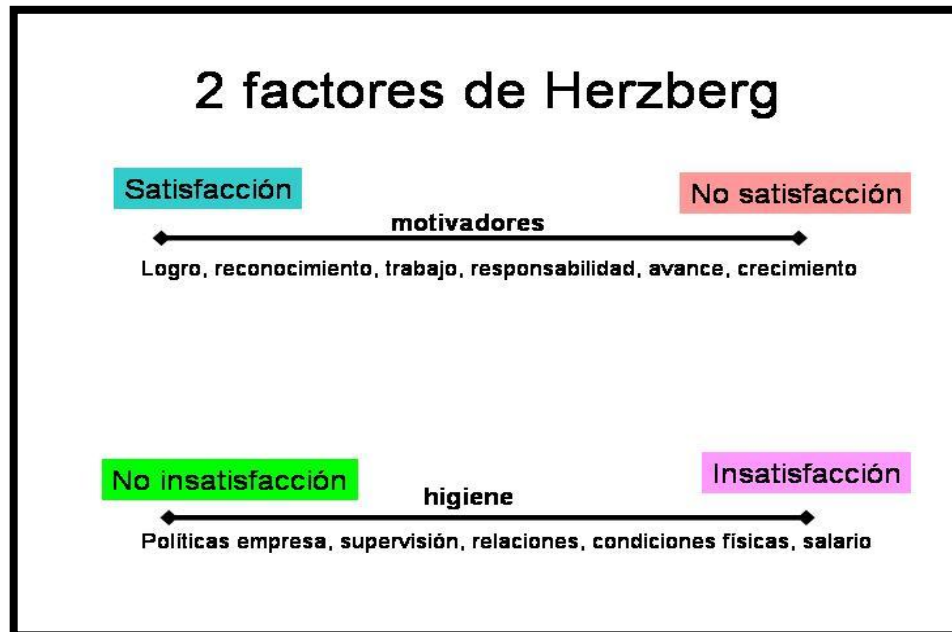 2 factores de Herzberg
Satisfacción
No satisfacción
motivadores
Logro, reconocimiento, trabajo, responsabilidad, avance, crecimiento
No insatisfacción
Insatisfacción
higiene
Políticas empresa, supervisión, relaciones, condiciones físicas, salario